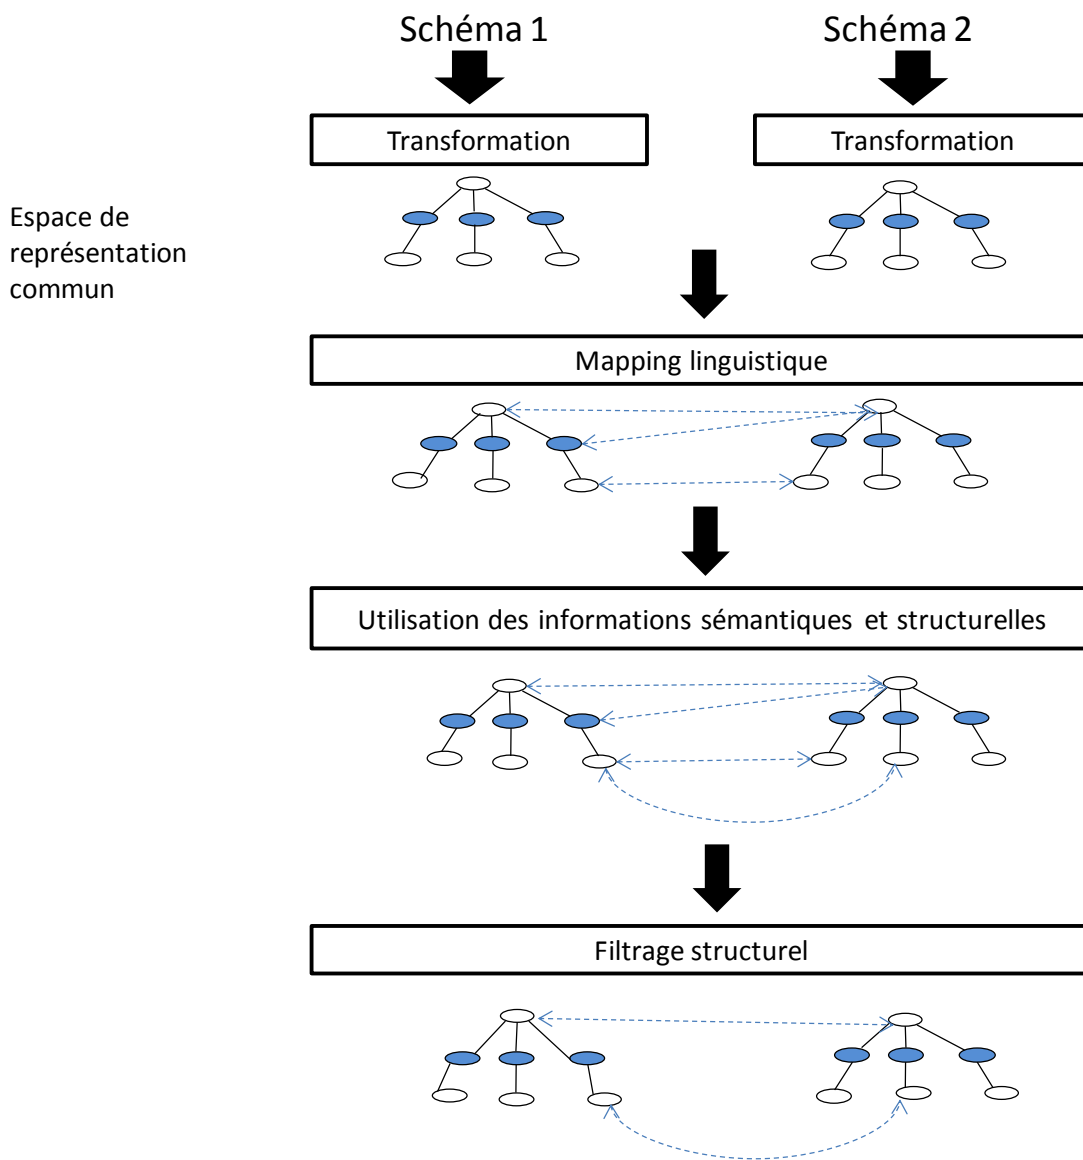 Schéma 1
Schéma 2
Transformation
Transformation
Espace de
représentation
commun
Mapping linguistique
Utilisation des informations sémantiques et structurelles
Filtrage structurel